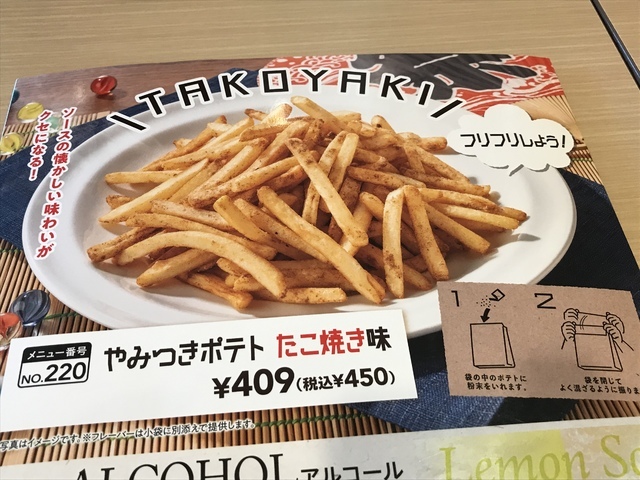 \TAKOYAKI/
ソースの懐かしい味わいが
クセになる!
フリフリしよう!
1
2
袋の中のポテトに
粉末をいれます。
袋を閉じて
よく混ざるように振りま
メニュー番号
NO.220
やみつきポテト たこ焼き味
¥409(税込¥450)
写真はイメージです。※フレーバーは小袋に別添えで提供します。
ALCOHOL アルコール
Lemon So